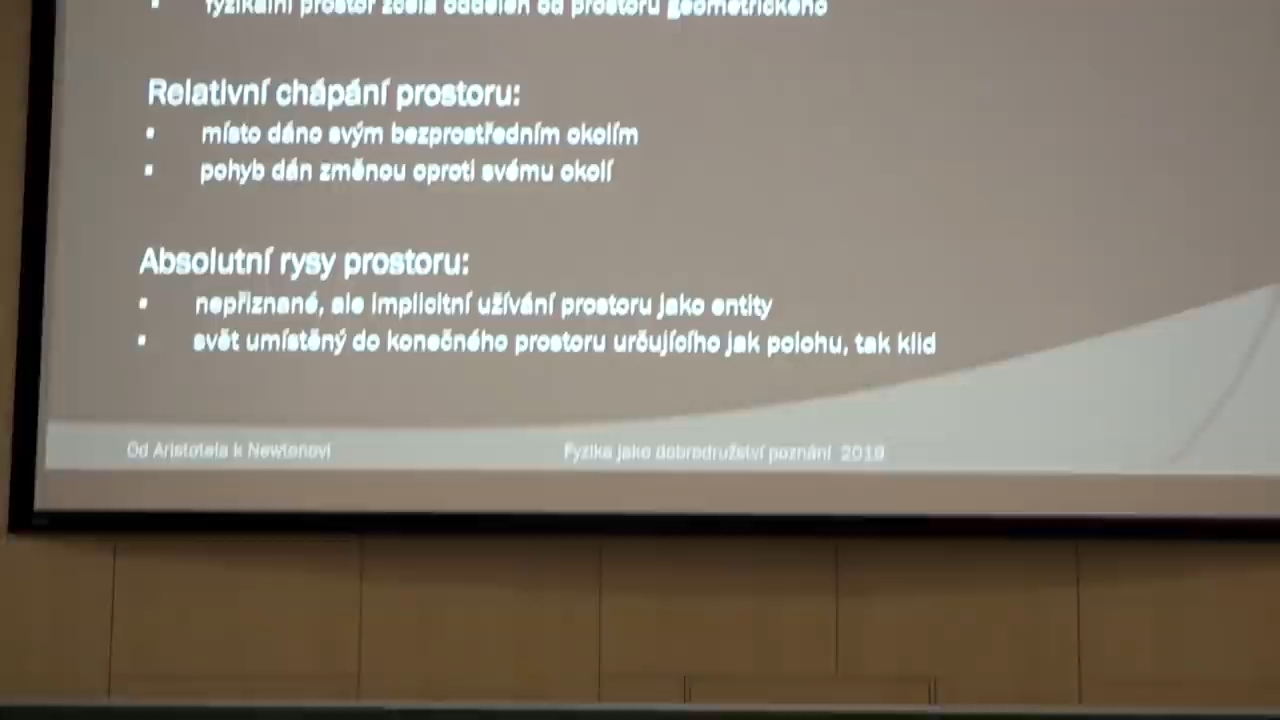 fyzikální prostor zcela oddělen od prostoru geometrického
Relativní chápání prostoru:
místo dáno svým bezprostředním okolím
pohyb dán změnou oproti svému okolí
Absolutní rysy prostoru:
nepřiznané, ale implicitní užívání prostoru jako entity
svět umístěný do konečného prostoru určujícího jak polohu, tak klid
Od Aristotela k Newtonovi
Fyzika jako dobrodružství poznání 2019